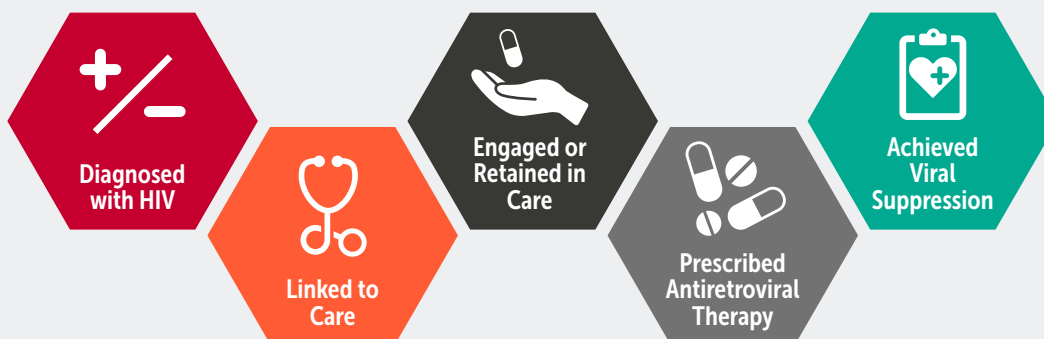 Diagnosed
with HIV
Linked to
Care
Engaged or
Retained in
Care
Prescribed
Antiretroviral
Therapy
Achieved
Viral
Suppression